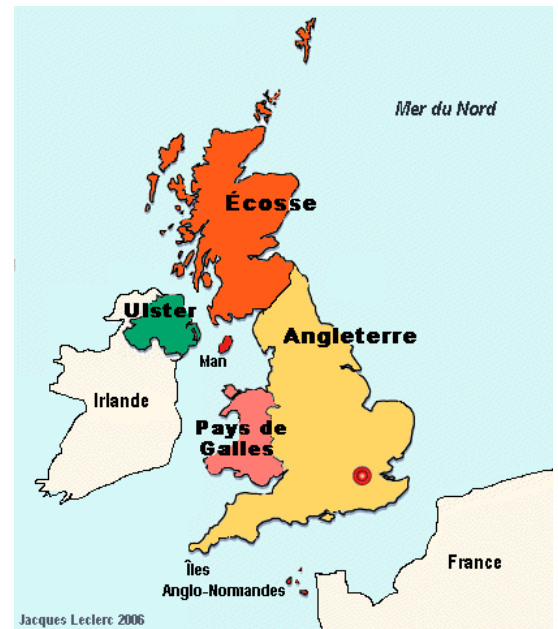 Mer du Nord
Écosse
Ulster
Angleterre
Man
Irlande
Pays de
Galles
France
Îles
Anglo-Normandes
Jacques Leclerc 2006